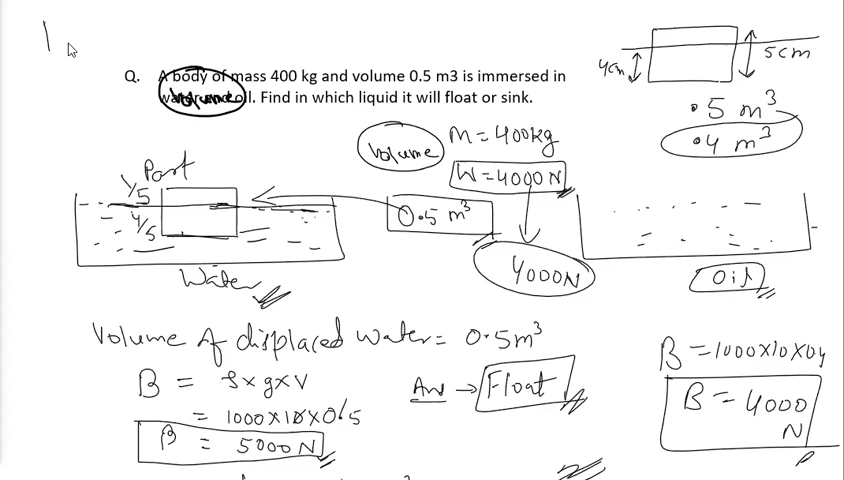 Q. A body of mass 400 kg and volume 0.5 m3 is immersed in
oil. Find in which liquid it will float or sink.
volume
4cm
5cm
.5 m³
.4 m³
volume
M = 400kg
W = 4000N
Part
1/5
4/5
0.5 m³
4000N
Water
Oil
Volume of displaced water = 0.5m³
B = ρ×g×V
= 1000×10×0.5
B = 5000N
Ans → Float
B = 1000×10×0.4
B = 4000
N